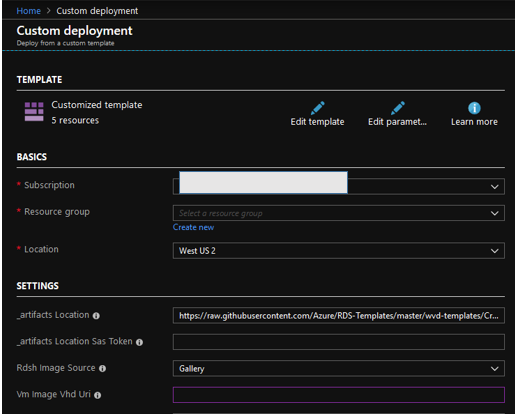 Home > Custom deployment
Custom deployment
Deploy from a custom template
TEMPLATE
Customized template
5 resources
Edit template
Edit paramet...
Learn more
BASICS
* Subscription
* Resource group
Select a resource group
Create new
* Location
West US 2
SETTINGS
_artifacts Location
https://raw.githubusercontent.com/Azure/RDS-Templates/master/wvd-templates/Cr...
_artifacts Location Sas Token
Rdsh Image Source
Gallery
Vm Image Vhd Uri